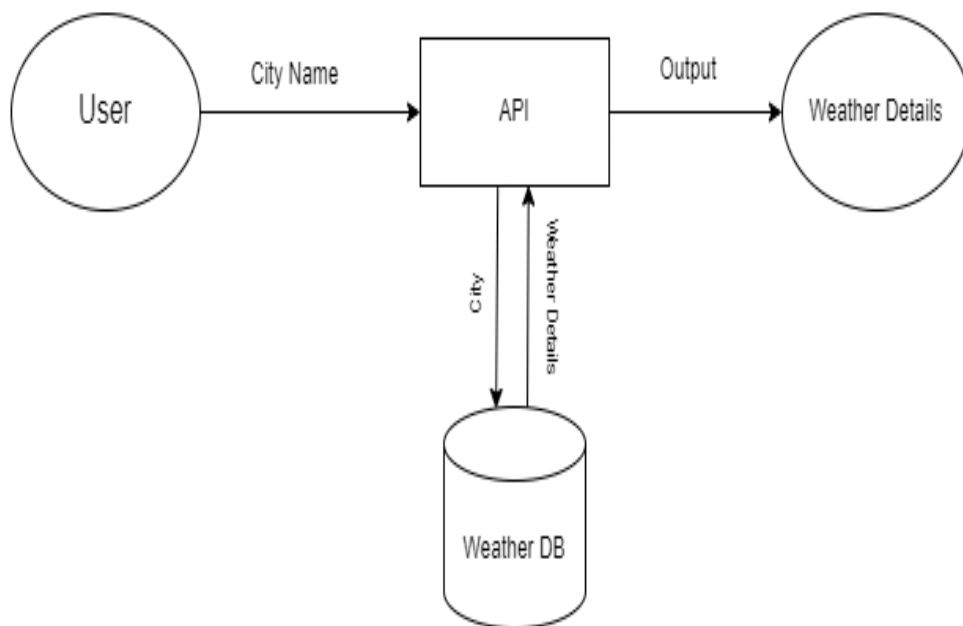 User
City Name
API
Output
Weather Details
City
Weather Details
Weather DB